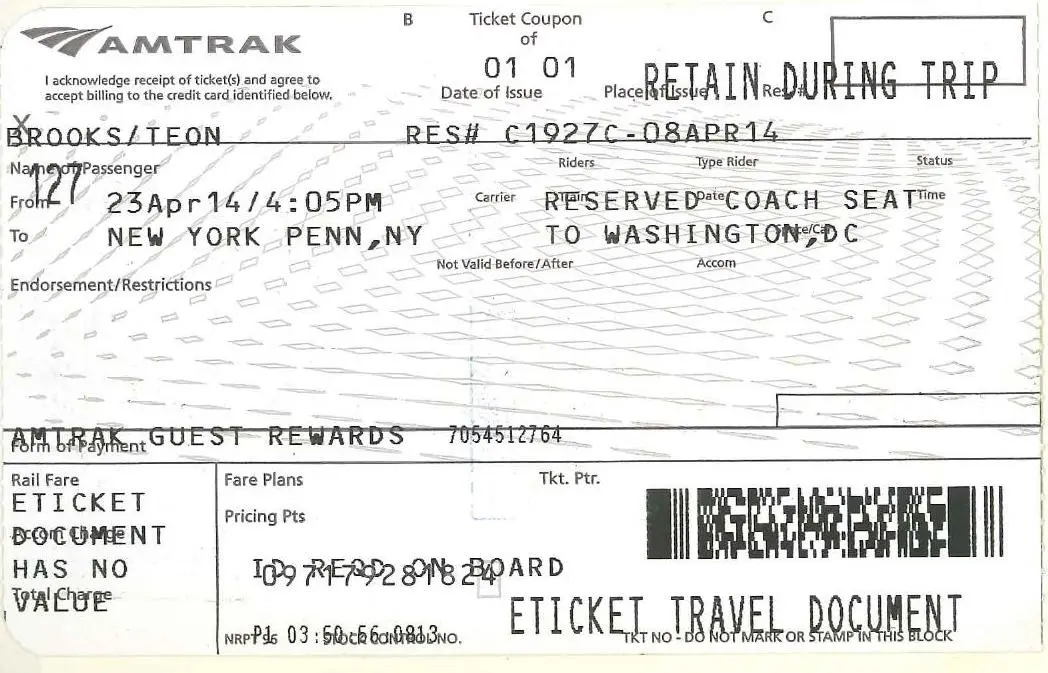 B Ticket Coupon C
AMTRAK of
01 01
I acknowledge receipt of ticket(s) and agree to
accept billing to the credit card identified below.
Date of Issue Place of Issue Res# RETAIN DURING TRIP
X
BROOKS/TEON RES# C1927C-08APR14
Name of Passenger Riders Type Rider Status
127
From 23Apr14/4:05PM Carrier Train RESERVED Date COACH SEAT Time
To NEW YORK PENN,NY TO WASHINGTON,DC
Not Valid Before/After Accom
Endorsement/Restrictions
AMTRAK GUEST REWARDS 7054512764
Form of Payment
Rail Fare Fare Plans Tkt. Ptr.
ETICKET
Pricing Pts
DOCUMENT
Accom Charge
HAS NO ID REQD ON BOARD
097179281824
Total Charge
VALUE
ETICKET TRAVEL DOCUMENT
NRPT 96 P1 03:50:56:0813 STOCK CONTROL NO. TKT NO - DO NOT MARK OR STAMP IN THIS BLOCK